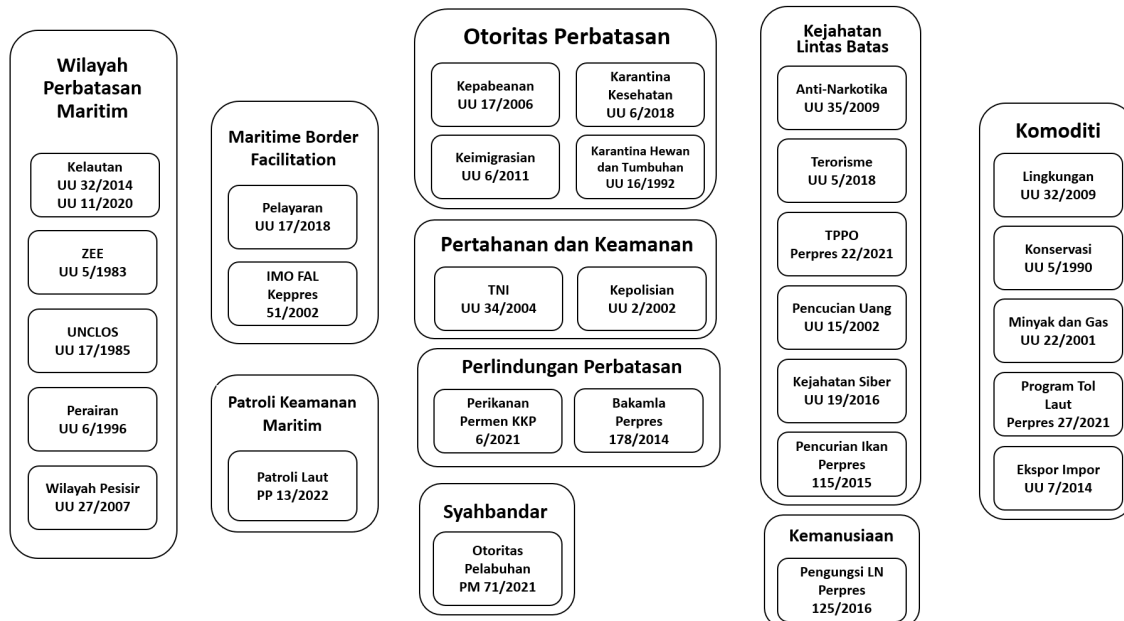 Wilayah
Perbatasan
Maritim
Kelautan
UU 32/2014
UU 11/2020
ZEE
UU 5/1983
UNCLOS
UU 17/1985
Perairan
UU 6/1996
Wilayah Pesisir
UU 27/2007
Maritime Border
Facilitation
Pelayaran
UU 17/2018
IMO FAL
Keppres
51/2002
Patroli Keamanan
Maritim
Patroli Laut
PP 13/2022
Otoritas Perbatasan
Kepabeanan
UU 17/2006
Karantina
Kesehatan
UU 6/2018
Keimigrasian
UU 6/2011
Karantina Hewan
dan Tumbuhan
UU 16/1992
Pertahanan dan Keamanan
TNI
UU 34/2004
Kepolisian
UU 2/2002
Perlindungan Perbatasan
Perikanan
Permen KKP
6/2021
Bakamla
Perpres
178/2014
Syahbandar
Otoritas
Pelabuhan
PM 71/2021
Kejahatan
Lintas Batas
Anti-Narkotika
UU 35/2009
Terorisme
UU 5/2018
TPPO
Perpres 22/2021
Pencucian Uang
UU 15/2002
Kejahatan Siber
UU 19/2016
Pencurian Ikan
Perpres
115/2015
Kemanusiaan
Pengungsi LN
Perpres
125/2016
Komoditi
Lingkungan
UU 32/2009
Konservasi
UU 5/1990
Minyak dan Gas
UU 22/2001
Program Tol
Laut
Perpres 27/2021
Ekspor Impor
UU 7/2014